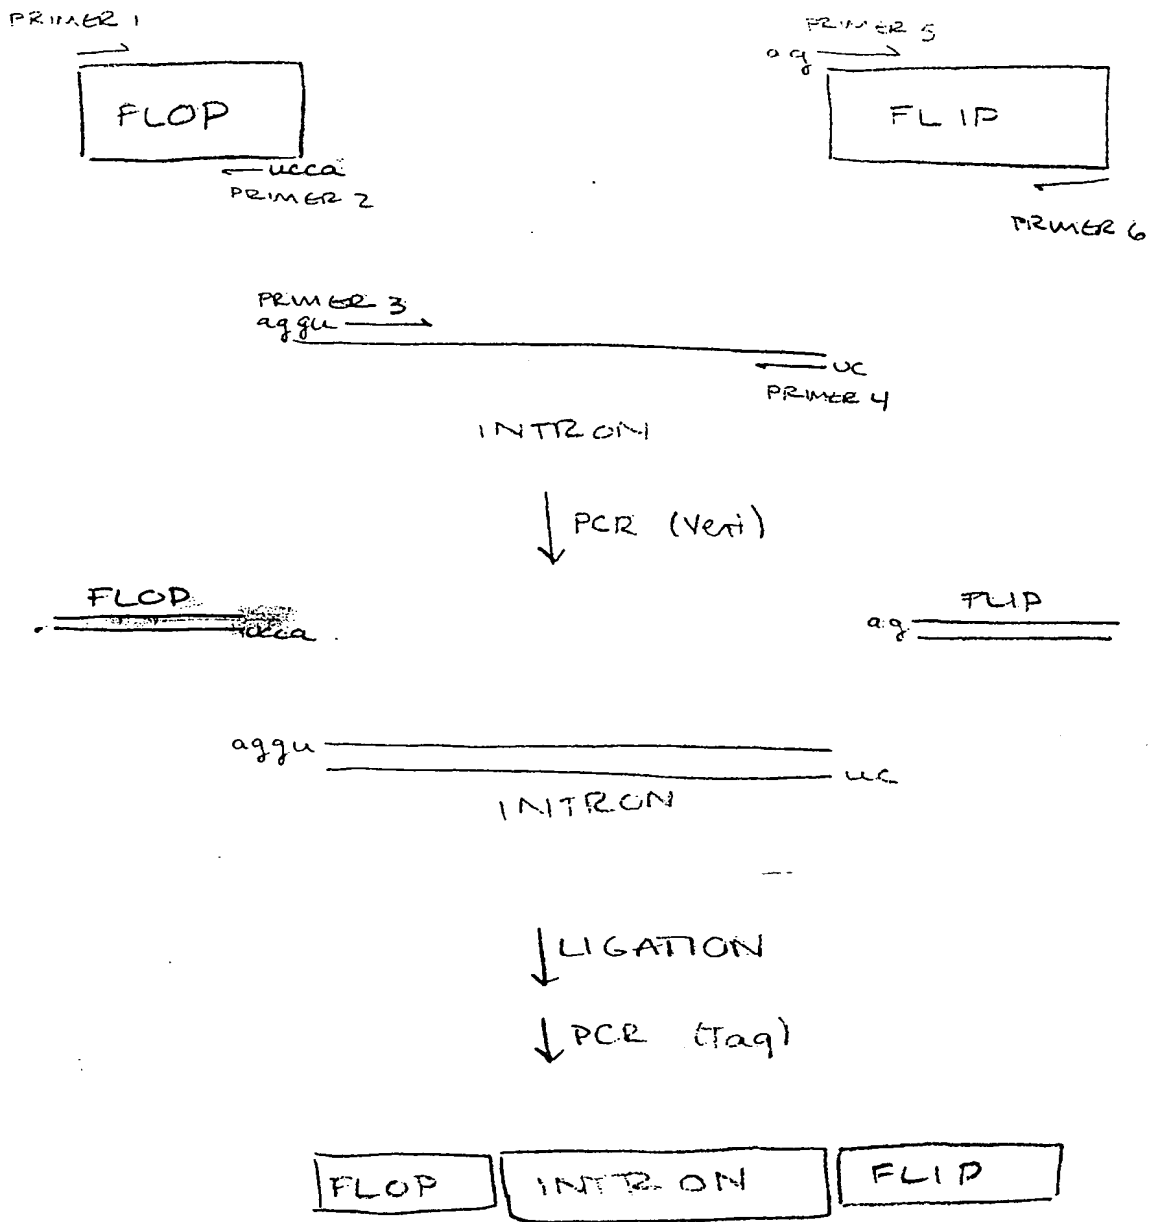 PRIMER 1
PRIMER 5
ag
FLOP
FLIP
ucca
PRIMER 2
PRIMER 6
PRIMER 3
aggu
uc
PRIMER 4
INTRON
PCR (Vent)
FLOP
FLIP
ucca
ag
aggu
uc
INTRON
LIGATION
PCR (Taq)
FLOP
INTRON
FLIP